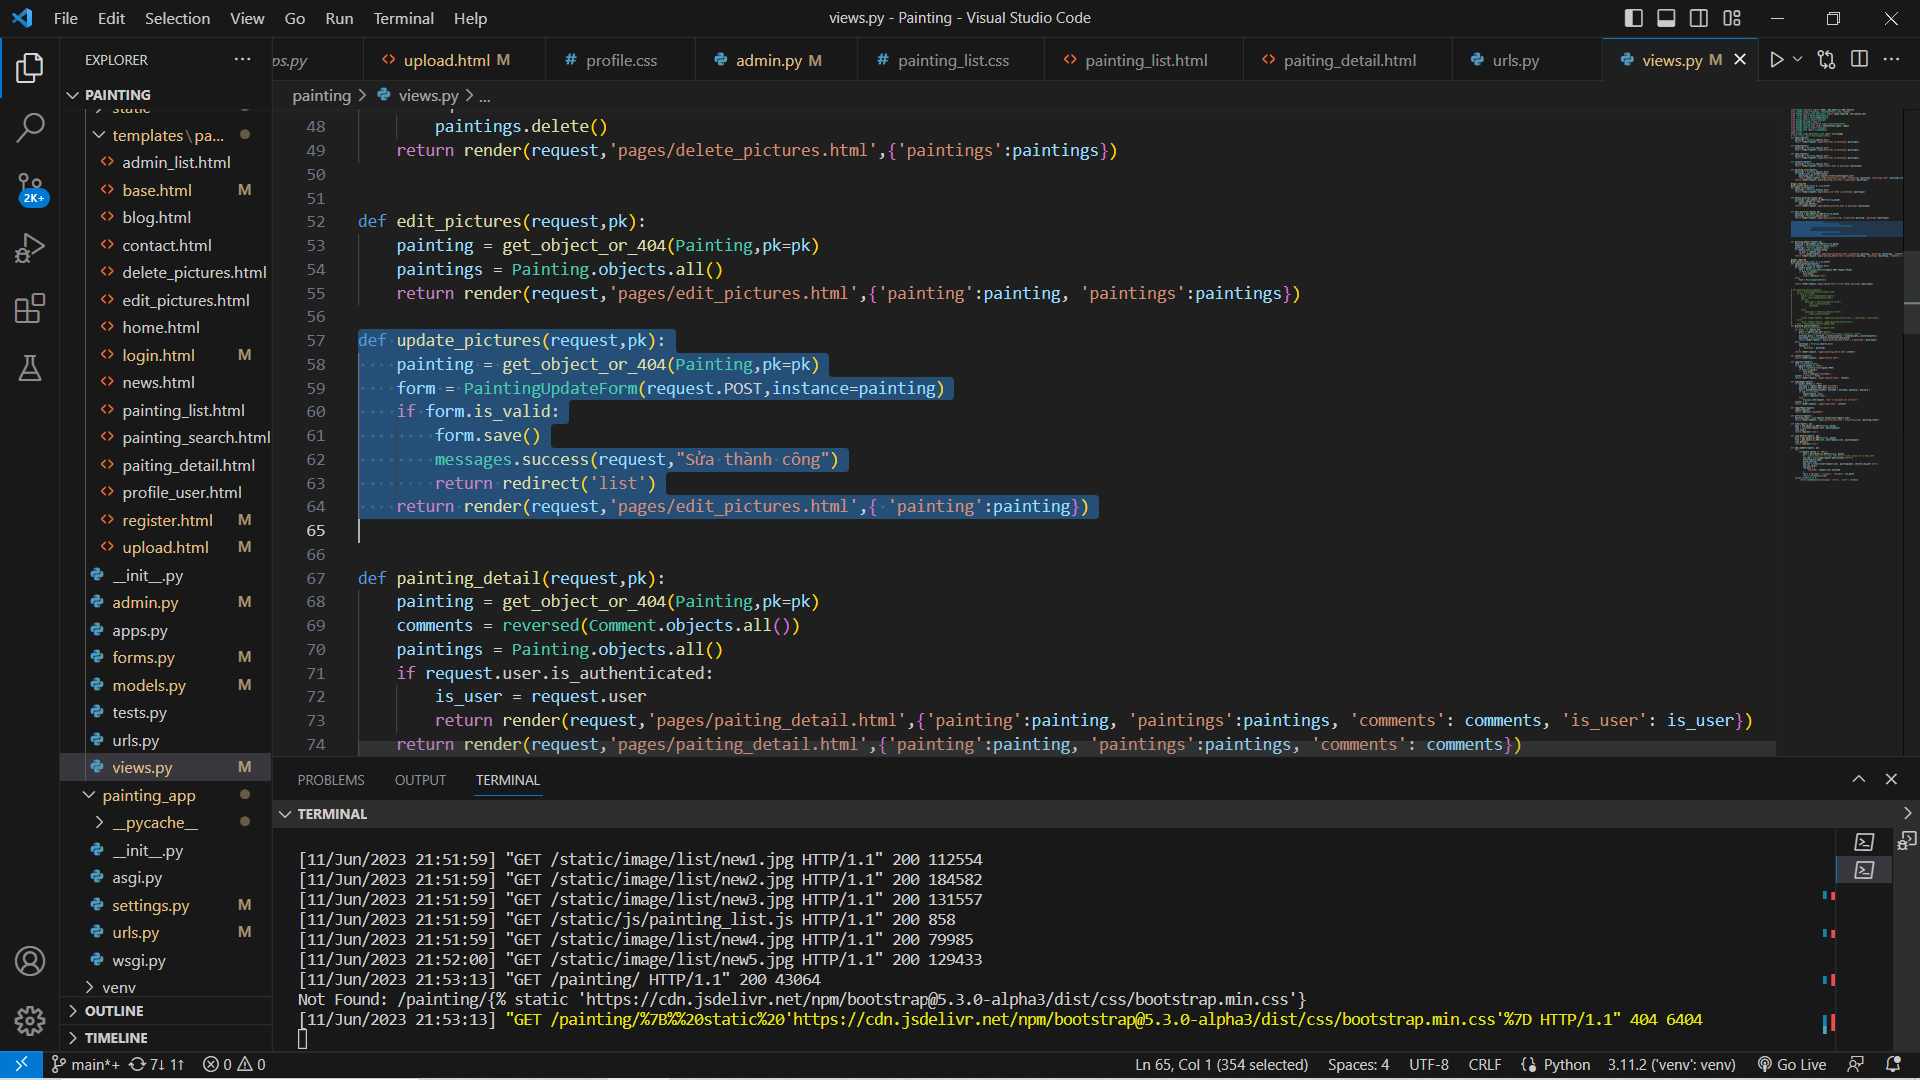 File Edit Selection View Go Run Terminal Help
views.py - Painting - Visual Studio Code
EXPLORER
ps.py
upload.html M
profile.css
admin.py M
painting_list.css
painting_list.html
paiting_detail.html
urls.py
views.py M
painting > views.py > ...
PAINTING
static
templates\pa...
admin_list.html
base.html M
blog.html
contact.html
delete_pictures.html
edit_pictures.html
home.html
login.html M
news.html
painting_list.html
painting_search.html
paiting_detail.html
profile_user.html
register.html M
upload.html M
__init__.py
admin.py M
apps.py
forms.py M
models.py M
tests.py
urls.py
views.py M
painting_app
__pycache__
__init__.py
asgi.py
settings.py M
urls.py M
wsgi.py
venv
OUTLINE
TIMELINE
2K+
48 paintings.delete()
49 return render(request,'pages/delete_pictures.html',{'paintings':paintings})
50
51
52 def edit_pictures(request,pk):
53 painting = get_object_or_404(Painting,pk=pk)
54 paintings = Painting.objects.all()
55 return render(request,'pages/edit_pictures.html',{'painting':painting, 'paintings':paintings})
56
57 def update_pictures(request,pk):
58 painting = get_object_or_404(Painting,pk=pk)
59 form = PaintingUpdateForm(request.POST,instance=painting)
60 if form.is_valid:
61 form.save()
62 messages.success(request,"Sửa thành công")
63 return redirect('list')
64 return render(request,'pages/edit_pictures.html',{ 'painting':painting})
65
66
67 def painting_detail(request,pk):
68 painting = get_object_or_404(Painting,pk=pk)
69 comments = reversed(Comment.objects.all())
70 paintings = Painting.objects.all()
71 if request.user.is_authenticated:
72 is_user = request.user
73 return render(request,'pages/paiting_detail.html',{'painting':painting, 'paintings':paintings, 'comments': comments, 'is_user': is_user})
74 return render(request,'pages/paiting_detail.html',{'painting':painting, 'paintings':paintings, 'comments': comments})
PROBLEMS OUTPUT TERMINAL
TERMINAL
[11/Jun/2023 21:51:59] "GET /static/image/list/new1.jpg HTTP/1.1" 200 112554
[11/Jun/2023 21:51:59] "GET /static/image/list/new2.jpg HTTP/1.1" 200 184582
[11/Jun/2023 21:51:59] "GET /static/image/list/new3.jpg HTTP/1.1" 200 131557
[11/Jun/2023 21:51:59] "GET /static/js/painting_list.js HTTP/1.1" 200 858
[11/Jun/2023 21:51:59] "GET /static/image/list/new4.jpg HTTP/1.1" 200 79985
[11/Jun/2023 21:52:00] "GET /static/image/list/new5.jpg HTTP/1.1" 200 129433
[11/Jun/2023 21:53:13] "GET /painting/ HTTP/1.1" 200 43064
Not Found: /painting/{% static 'https://cdn.jsdelivr.net/npm/bootstrap@5.3.0-alpha3/dist/css/bootstrap.min.css'}
[11/Jun/2023 21:53:13] "GET /painting/%7B%%20static%20'https://cdn.jsdelivr.net/npm/bootstrap@5.3.0-alpha3/dist/css/bootstrap.min.css'%7D HTTP/1.1" 404 6404
main*+ 7↓ 1↑ 0 0
Ln 65, Col 1 (354 selected) Spaces: 4 UTF-8 CRLF Python 3.11.2 ('venv': venv) Go Live